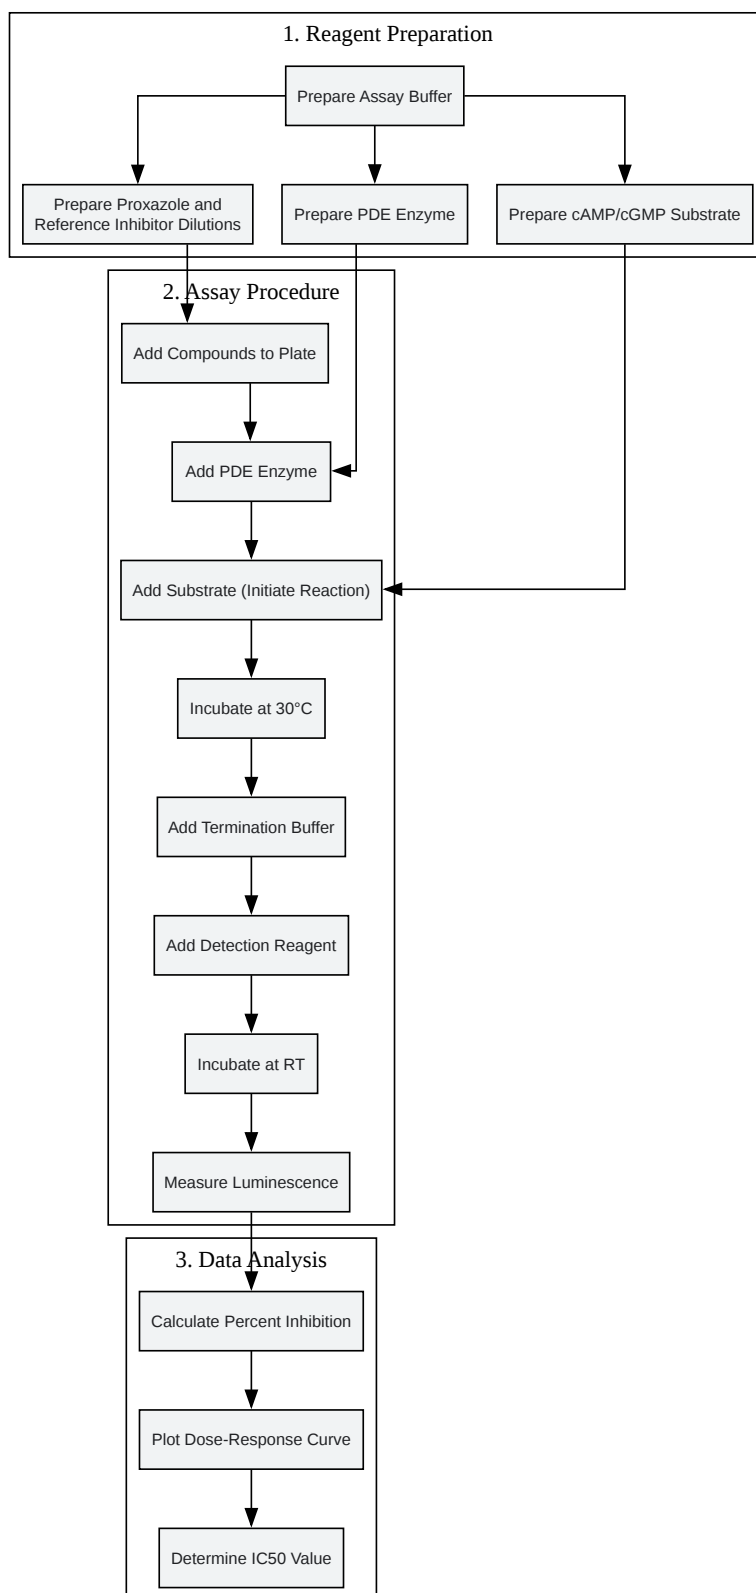 1. Reagent Preparation
Prepare Assay Buffer
Prepare Proxazole and
Reference Inhibitor Dilutions
Prepare PDE Enzyme
Prepare cAMP/cGMP Substrate
2. Assay Procedure
Add Compounds to Plate
Add PDE Enzyme
Add Substrate (Initiate Reaction)
Incubate at 30°C
Add Termination Buffer
Add Detection Reagent
Incubate at RT
Measure Luminescence
3. Data Analysis
Calculate Percent Inhibition
Plot Dose-Response Curve
Determine IC50 Value